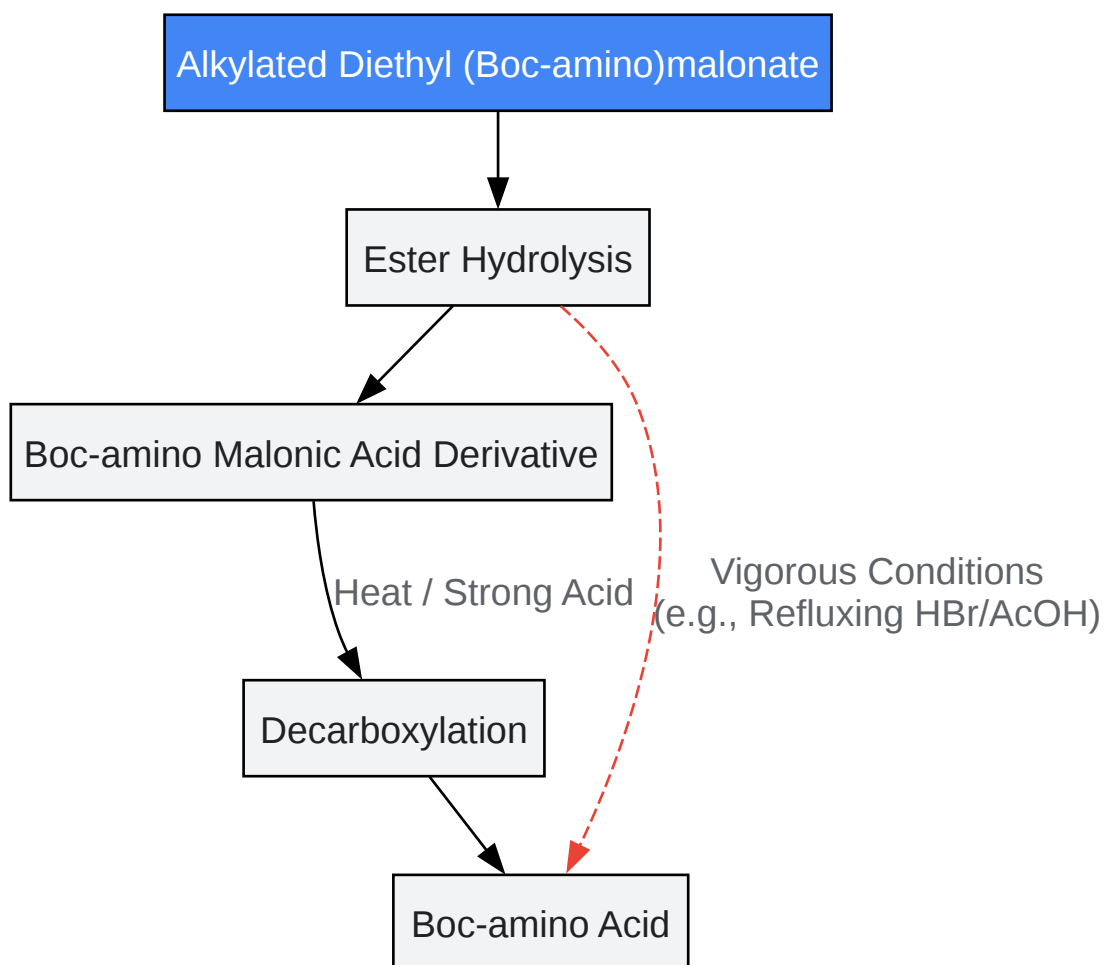 Alkylated Diethyl (Boc-amino)malonate
Ester Hydrolysis
Boc-amino Malonic Acid Derivative
Heat / Strong Acid
Vigorous Conditions
(e.g., Refluxing HBr/AcOH)
Decarboxylation
Boc-amino Acid